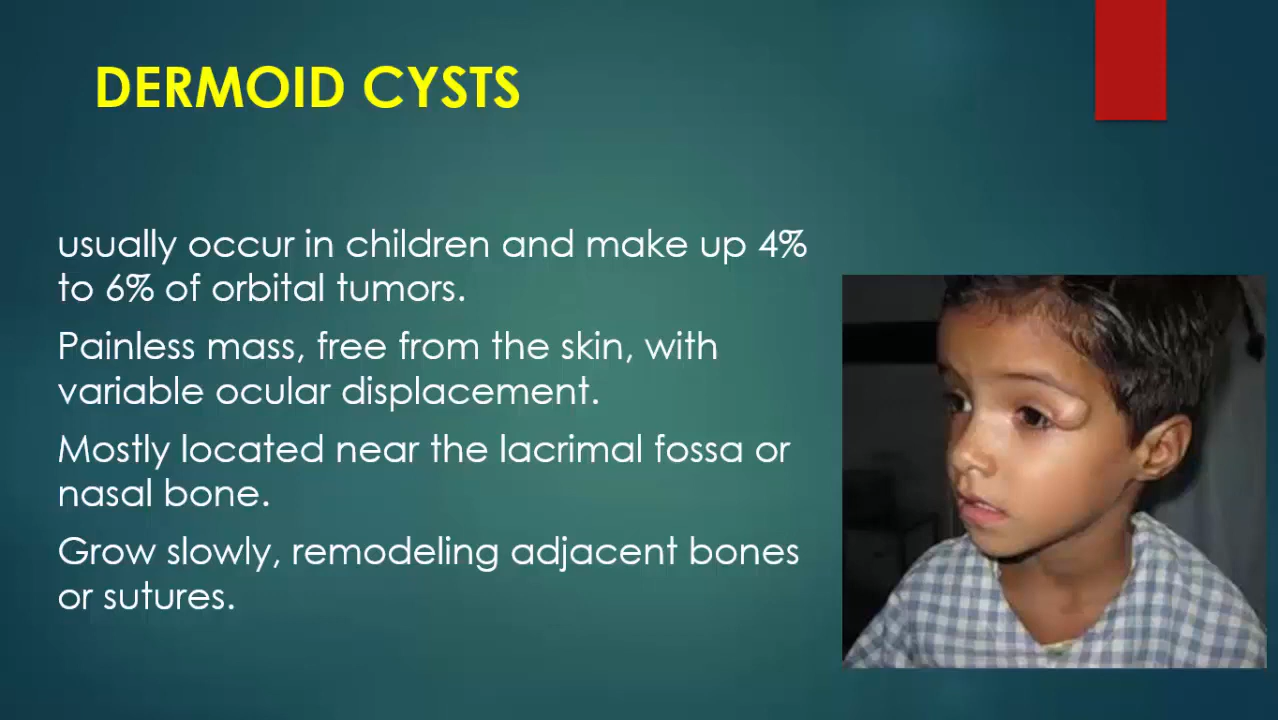 DERMOID CYSTS
usually occur in children and make up 4%
to 6% of orbital tumors.
Painless mass, free from the skin, with
variable ocular displacement.
Mostly located near the lacrimal fossa or
nasal bone.
Grow slowly, remodeling adjacent bones
or sutures.